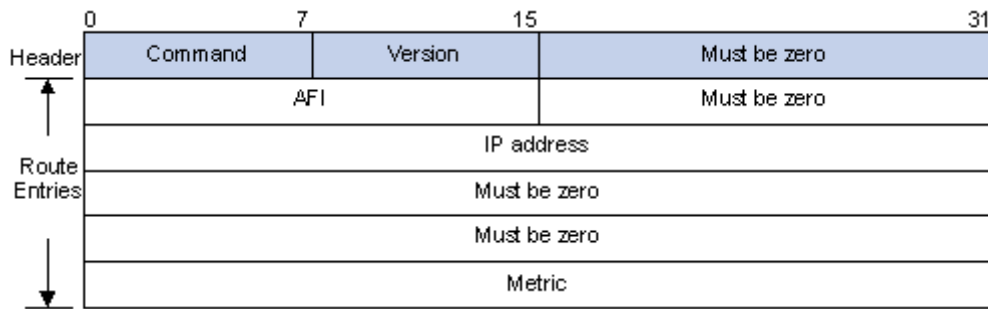 0 7 15 31
Header Command Version Must be zero
AFI Must be zero
IP address
Route
Entries
Must be zero
Must be zero
Metric